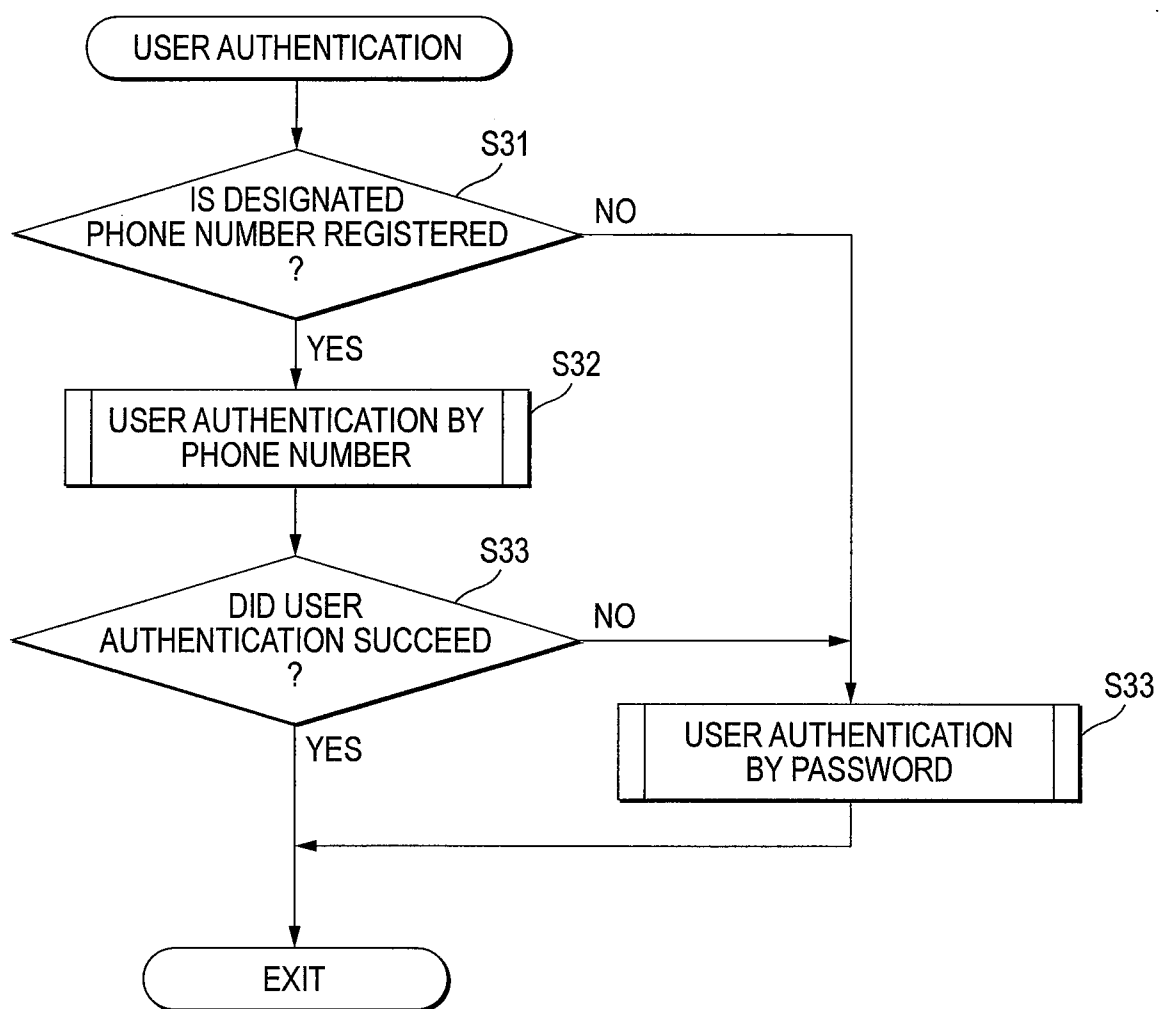 USER AUTHENTICATION
S31
IS DESIGNATED
PHONE NUMBER REGISTERED
?
NO
YES
S32
USER AUTHENTICATION BY
PHONE NUMBER
S33
DID USER
AUTHENTICATION SUCCEED
?
NO
YES
S33
USER AUTHENTICATION
BY PASSWORD
EXIT